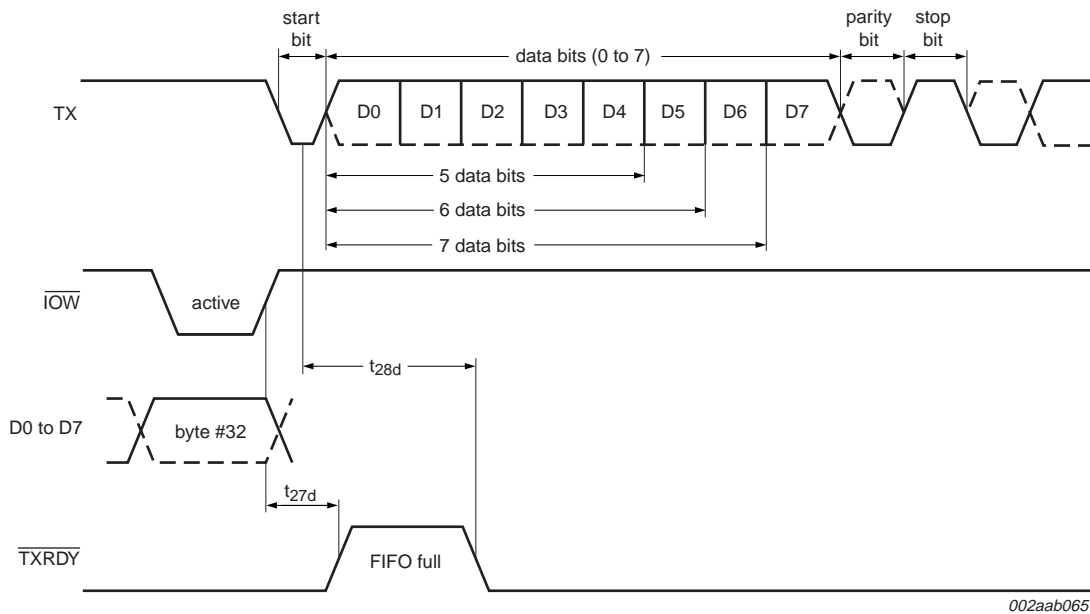 start
bit
data bits (0 to 7)
parity
bit
stop
bit
TX
D0
D1
D2
D3
D4
D5
D6
D7
5 data bits
6 data bits
7 data bits
IOW
active
t28d
D0 to D7
byte #32
t27d
TXRDY
FIFO full
002aab065